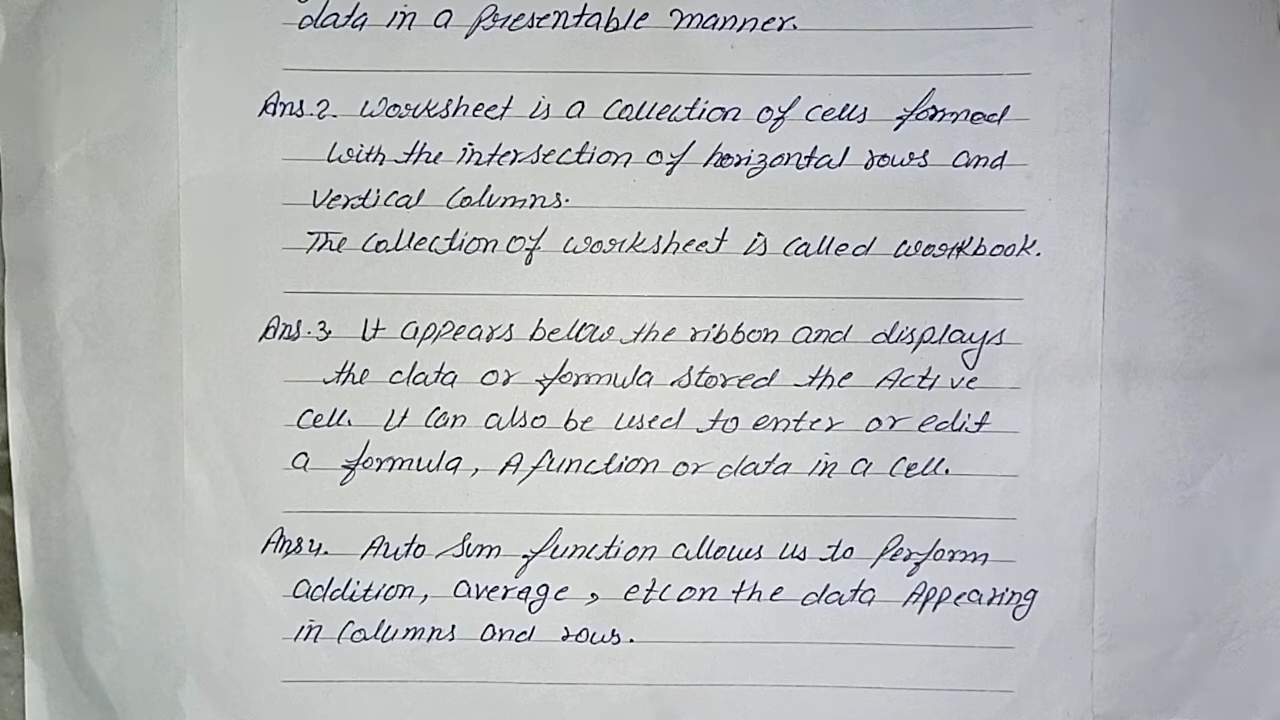 data in a Presentable manner.
Ans.2. Worksheet is a Collection of cells formed
with the intersection of horizontal rows and
vertical Columns.
The Collection of worksheet is called workbook.
Ans.3. It appears below the ribbon and displays
the data or formula stored the Active
cell. It Can also be used to enter or edit
a formula, A function or data in a Cell.
Ans4. Auto Sum function allows us to Perform
addition, average, etc on the data Appearing
in Columns and rows.